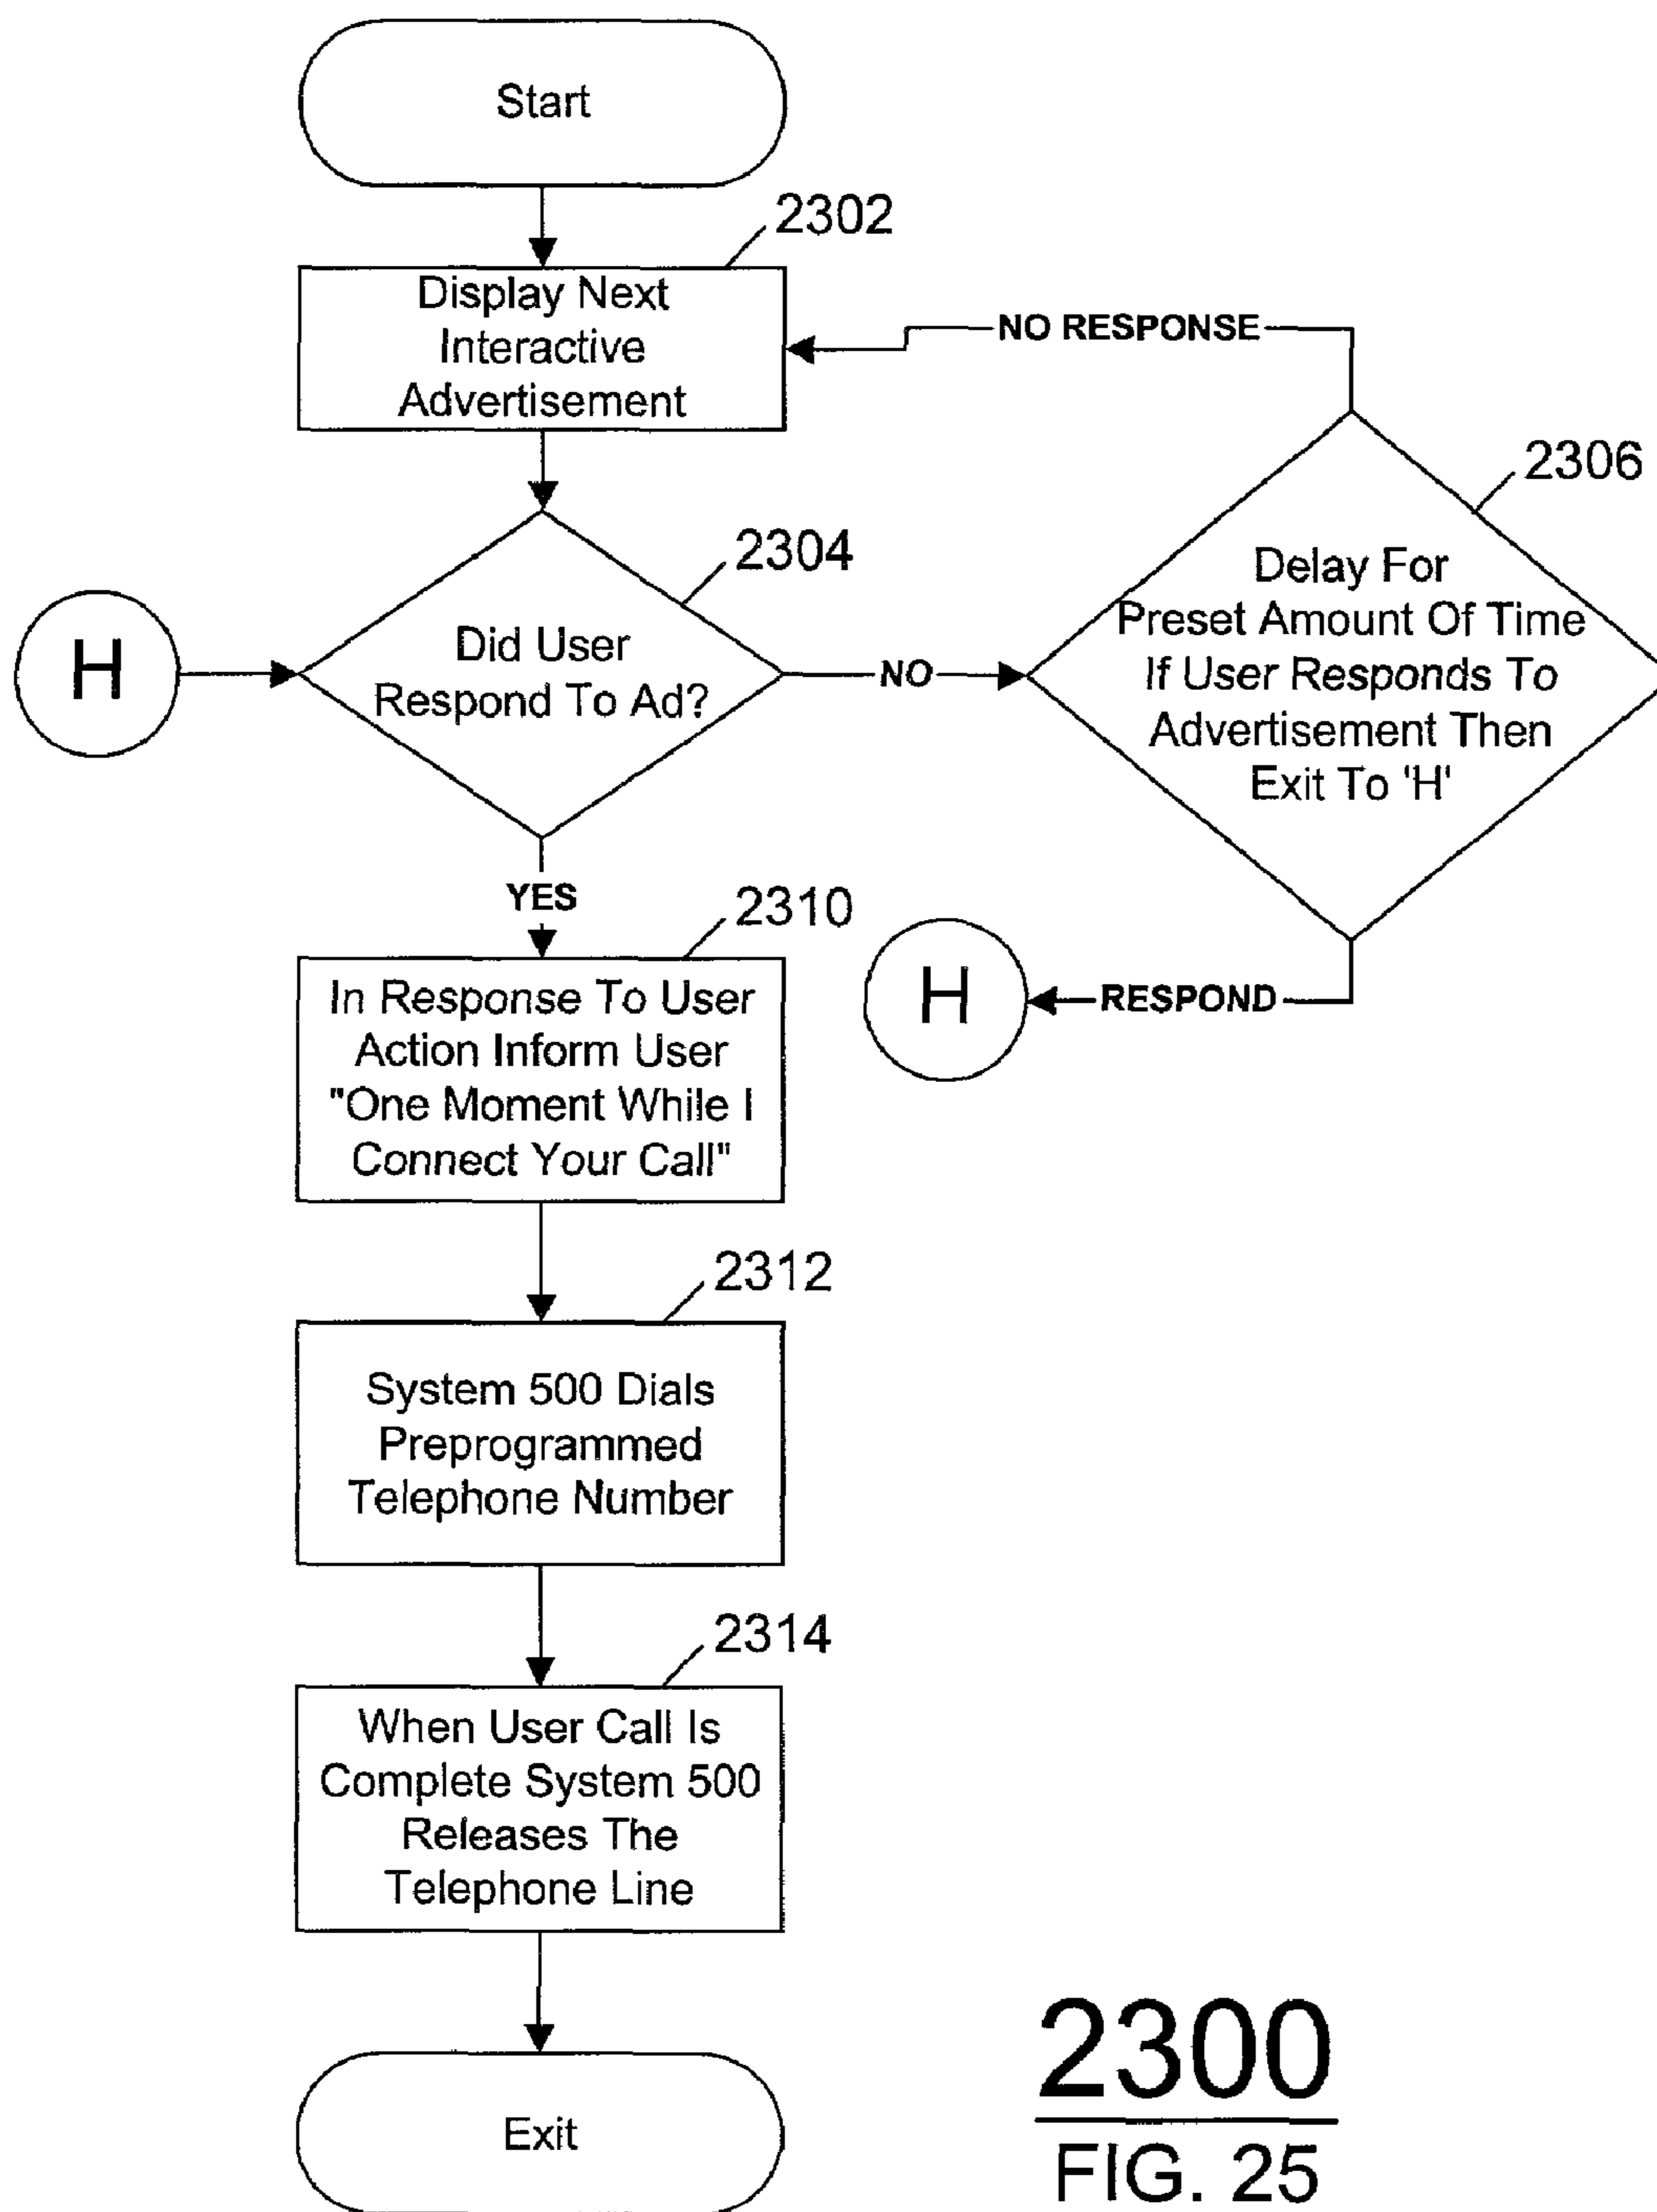 Start
2302
Display Next
Interactive
Advertisement
NO RESPONSE
2306
2304
H
Did User
Respond To Ad?
NO
Delay For
Preset Amount Of Time
If User Responds To
Advertisement Then
Exit To 'H'
YES
2310
In Response To User
Action Inform User
"One Moment While I
Connect Your Call"
H
RESPOND
2312
System 500 Dials
Preprogrammed
Telephone Number
2314
When User Call Is
Complete System 500
Releases The
Telephone Line
Exit
2300
FIG. 25